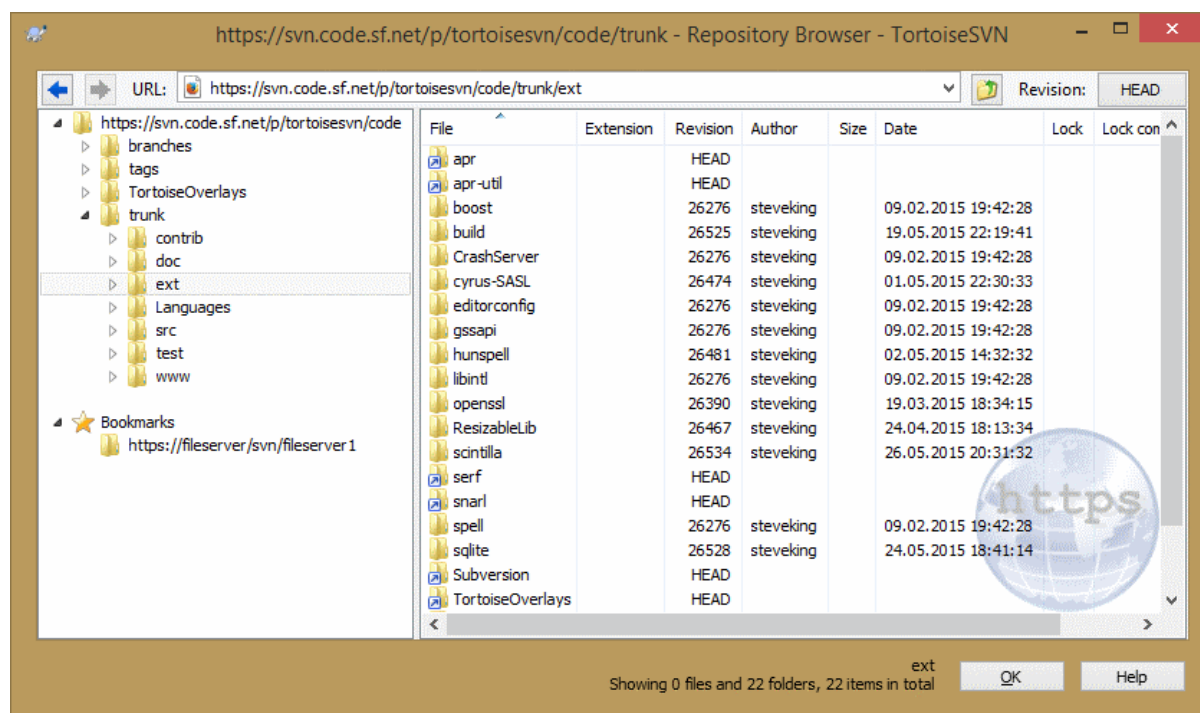 https://svn.code.sf.net/p/tortoisesvn/code/trunk - Repository Browser - TortoiseSVN
URL: https://svn.code.sf.net/p/tortoisesvn/code/trunk/ext Revision: HEAD
https://svn.code.sf.net/p/tortoisesvn/code
branches
tags
TortoiseOverlays
trunk
contrib
doc
ext
Languages
src
test
www
Bookmarks
https://fileserver/svn/fileserver1
File Extension Revision Author Size Date Lock Lock com
apr HEAD
apr-util HEAD
boost 26276 steveking 09.02.2015 19:42:28
build 26525 steveking 19.05.2015 22:19:41
CrashServer 26276 steveking 09.02.2015 19:42:28
cyrus-SASL 26474 steveking 01.05.2015 22:30:33
editorconfig 26276 steveking 09.02.2015 19:42:28
gssapi 26276 steveking 09.02.2015 19:42:28
hunspell 26481 steveking 02.05.2015 14:32:32
libintl 26276 steveking 09.02.2015 19:42:28
openssl 26390 steveking 19.03.2015 18:34:15
ResizableLib 26467 steveking 24.04.2015 18:13:34
scintilla 26534 steveking 26.05.2015 20:31:32
serf HEAD
snarl HEAD
spell 26276 steveking 09.02.2015 19:42:28
sqlite 26528 steveking 24.05.2015 18:41:14
Subversion HEAD
TortoiseOverlays HEAD
https
ext
Showing 0 files and 22 folders, 22 items in total
OK Help